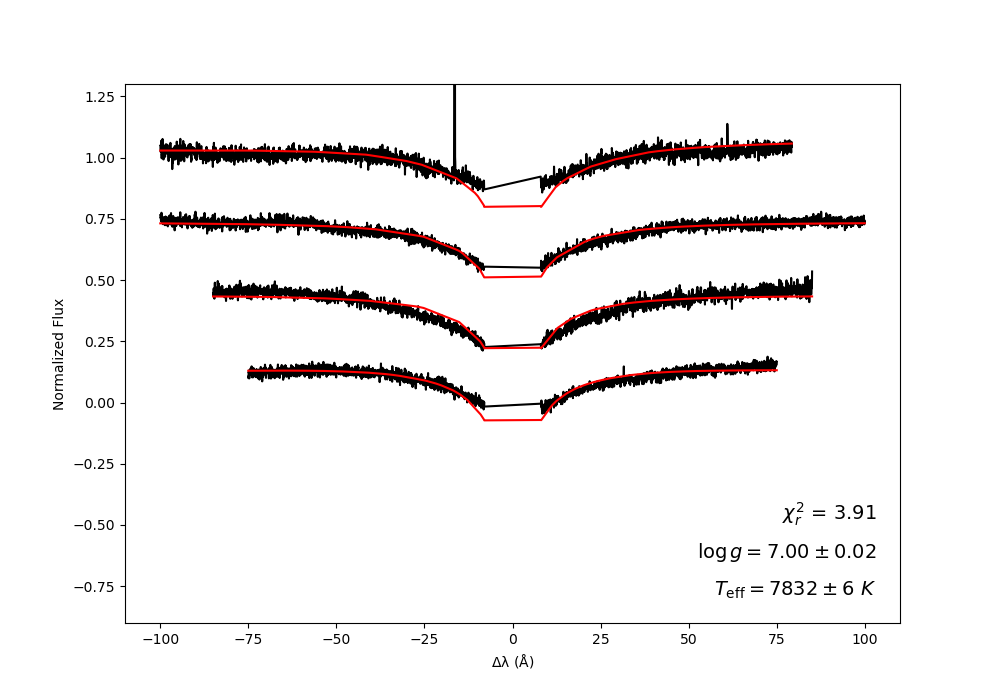 1.25
1.00
0.75
0.50
0.25
0.00
−0.25
−0.50
−0.75
Normalized Flux
χ²ᵣ = 3.91
log g = 7.00 ± 0.02
T_eff = 7832 ± 6 K
−100 −75 −50 −25 0 25 50 75 100
Δλ (Å)